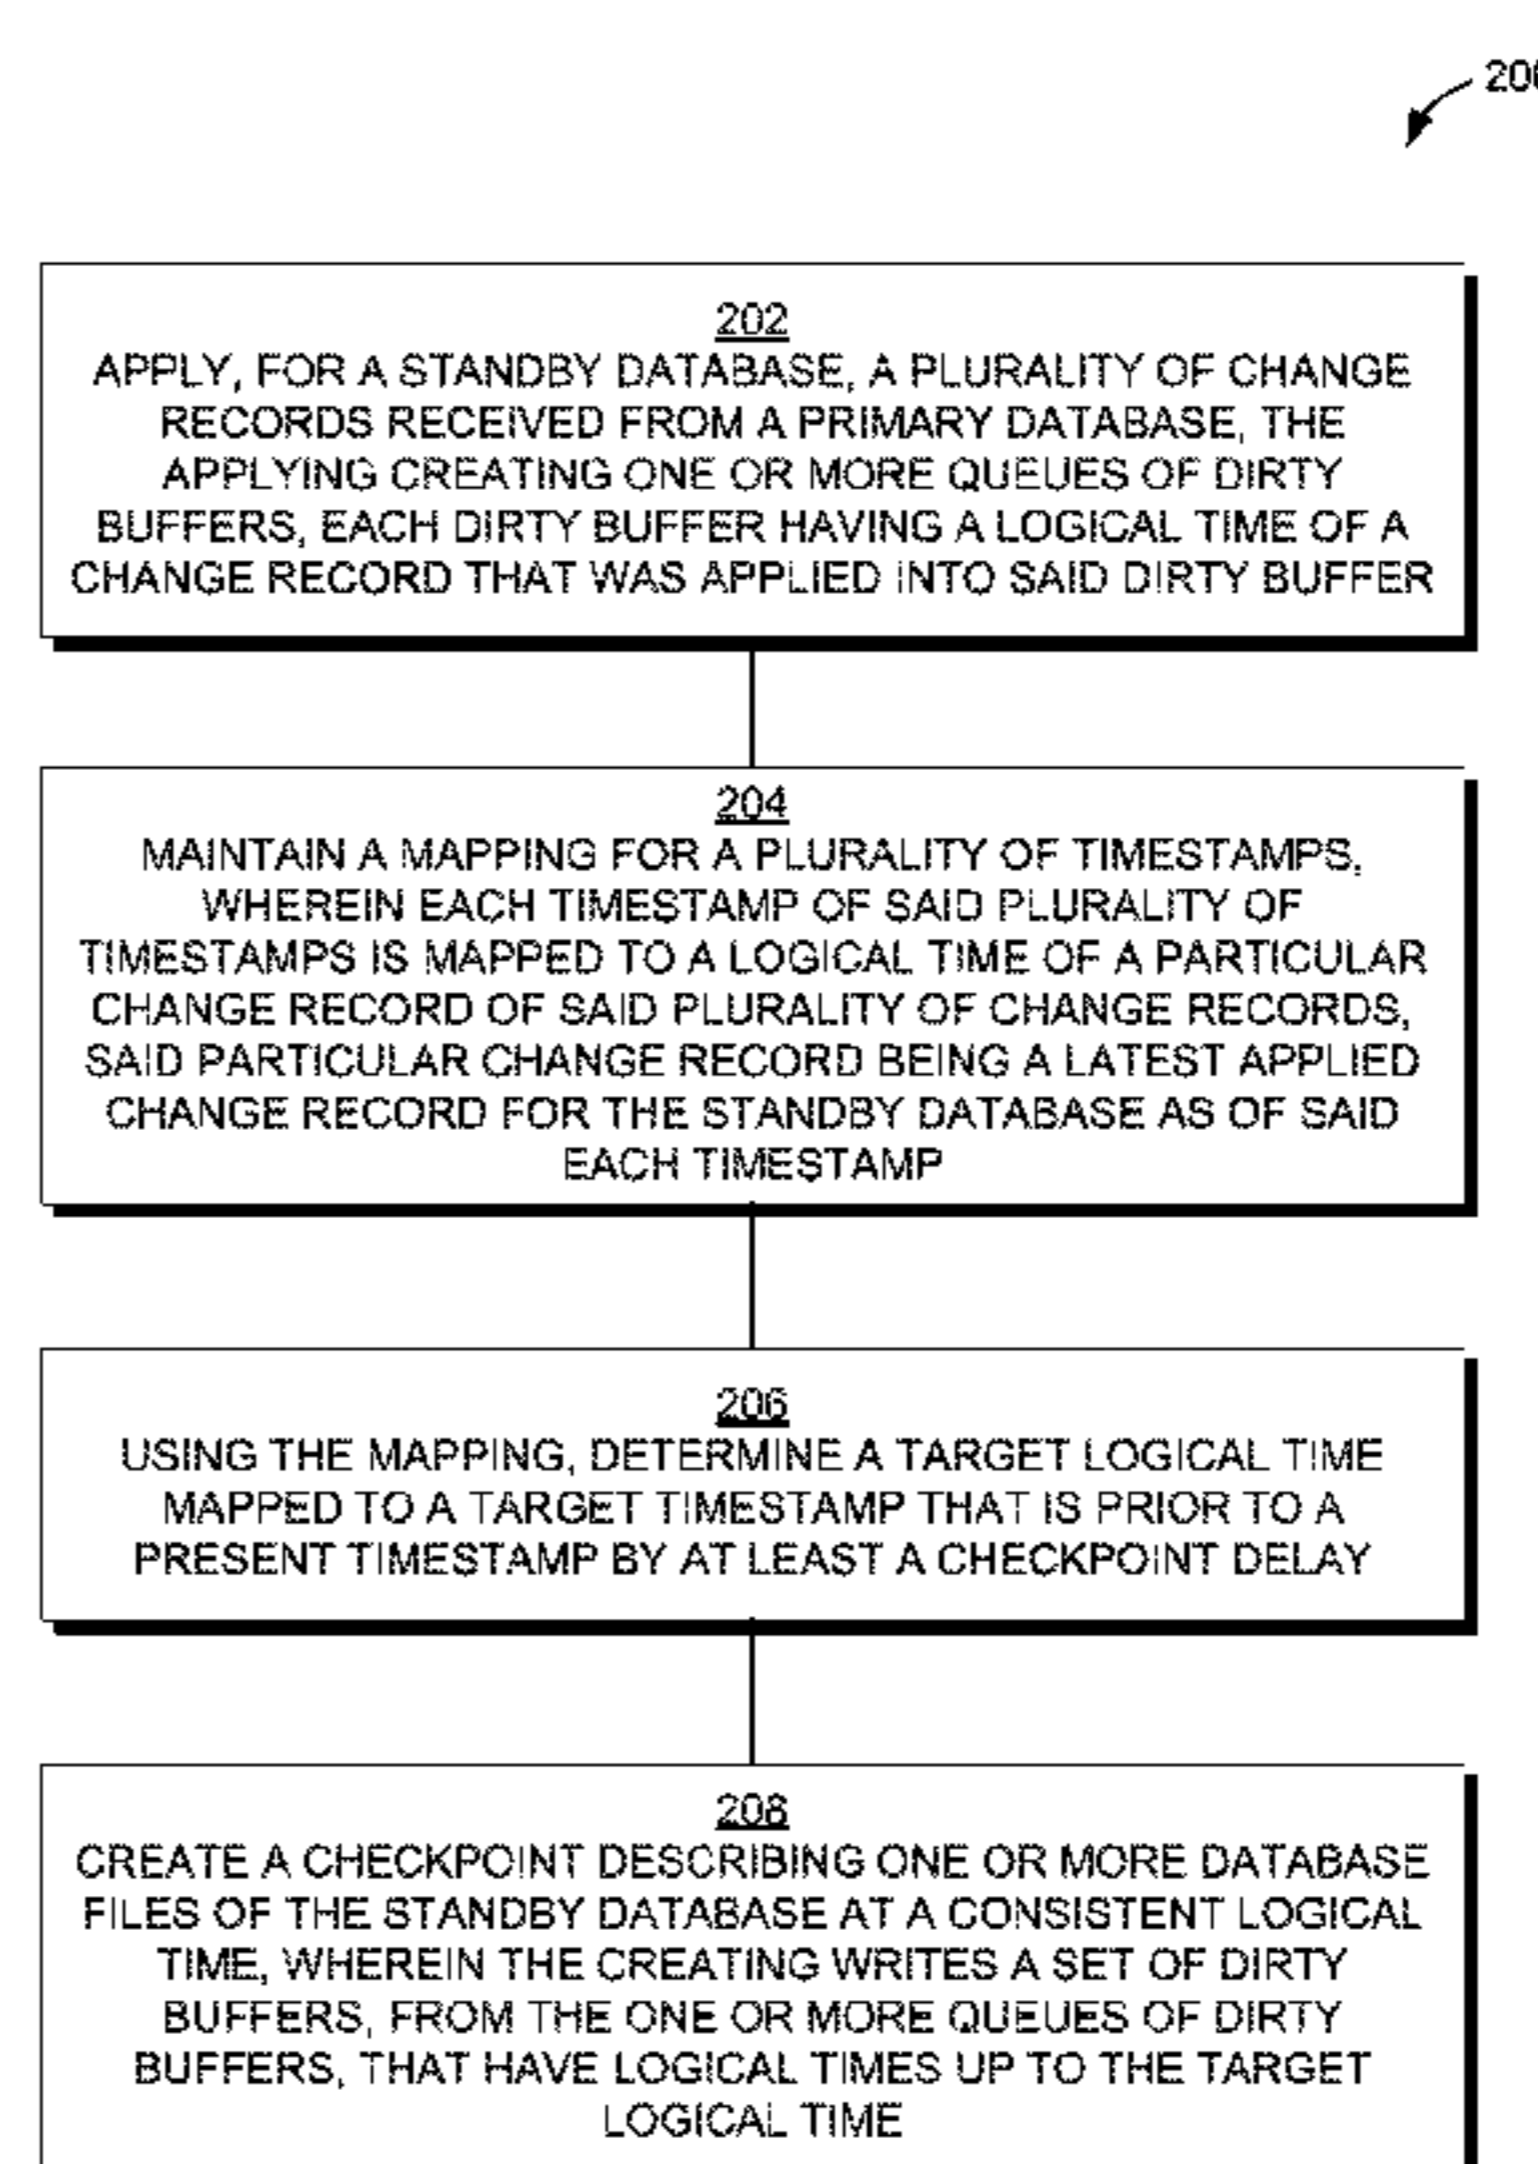 202
APPLY, FOR A STANDBY DATABASE, A PLURALITY OF CHANGE
RECORDS RECEIVED FROM A PRIMARY DATABASE, THE
APPLYING CREATING ONE OR MORE QUEUES OF DIRTY
BUFFERS, EACH DIRTY BUFFER HAVING A LOGICAL TIME OF A
CHANGE RECORD THAT WAS APPLIED INTO SAID DIRTY BUFFER
204
MAINTAIN A MAPPING FOR A PLURALITY OF TIMESTAMPS,
WHEREIN EACH TIMESTAMP OF SAID PLURALITY OF
TIMESTAMPS IS MAPPED TO A LOGICAL TIME OF A PARTICULAR
CHANGE RECORD OF SAID PLURALITY OF CHANGE RECORDS,
SAID PARTICULAR CHANGE RECORD BEING A LATEST APPLIED
CHANGE RECORD FOR THE STANDBY DATABASE AS OF SAID
EACH TIMESTAMP
206
USING THE MAPPING, DETERMINE A TARGET LOGICAL TIME
MAPPED TO A TARGET TIMESTAMP THAT IS PRIOR TO A
PRESENT TIMESTAMP BY AT LEAST A CHECKPOINT DELAY
208
CREATE A CHECKPOINT DESCRIBING ONE OR MORE DATABASE
FILES OF THE STANDBY DATABASE AT A CONSISTENT LOGICAL
TIME, WHEREIN THE CREATING WRITES A SET OF DIRTY
BUFFERS, FROM THE ONE OR MORE QUEUES OF DIRTY
BUFFERS, THAT HAVE LOGICAL TIMES UP TO THE TARGET
LOGICAL TIME